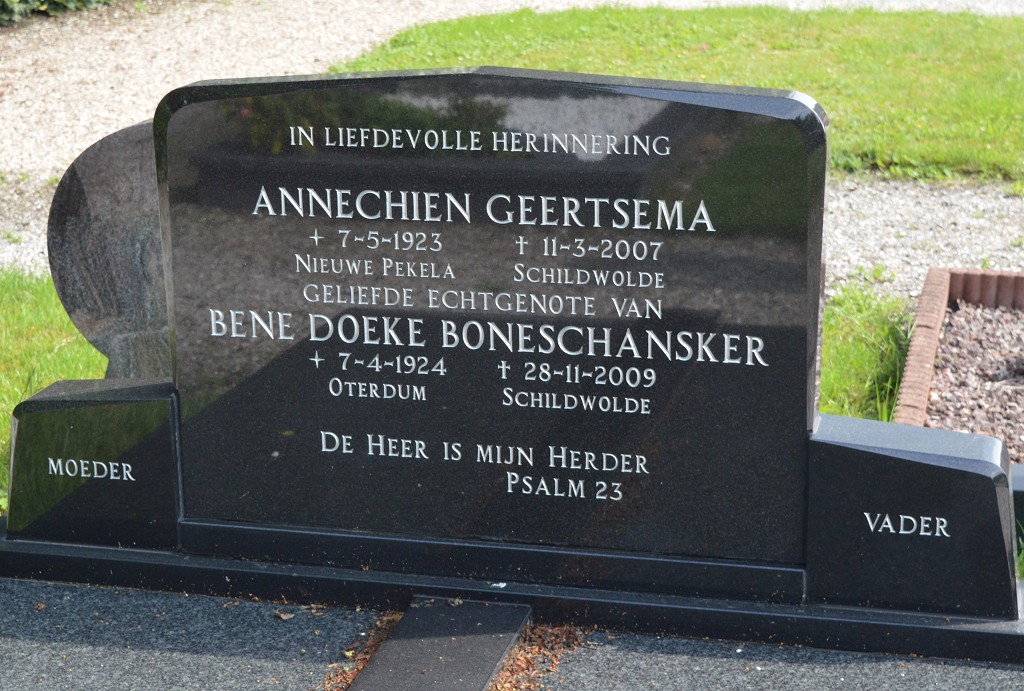 IN LIEFDEVOLLE HERINNERING
ANNECHIEN GEERTSEMA
+ 7-5-1923 † 11-3-2007
NIEUWE PEKELA SCHILDWOLDE
GELIEFDE ECHTGENOTE VAN
BENE DOEKE BONESCHANSKER
+ 7-4-1924 † 28-11-2009
OTERDUM SCHILDWOLDE
DE HEER IS MIJN HERDER
PSALM 23
MOEDER
VADER